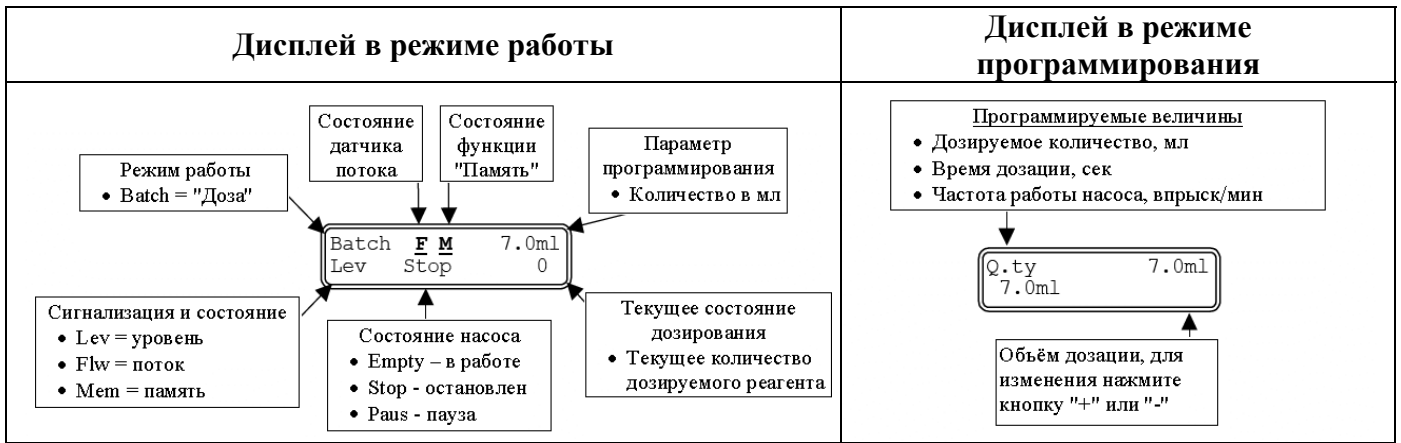 Дисплей в режиме работы
Дисплей в режиме
программирования
Состояние
датчика
потока
Состояние
функции
"Память"
Режим работы
• Batch = "Доза"
Параметр
программирования
• Количество в мл
Batch F M 7.0ml
Lev Stop 0
Сигнализация и состояние
• Lev = уровень
• Flw = поток
• Mem = память
Состояние насоса
• Empty – в работе
• Stop - остановлен
• Paus - пауза
Текущее состояние
дозирования
• Текущее количество
дозируемого реагента
Программируемые величины
• Дозируемое количество, мл
• Время дозации, сек
• Частота работы насоса, впрыск/мин
Q.ty 7.0ml
7.0ml
Обьём дозации, для
изменения нажмите
кнопку "+" или "-"